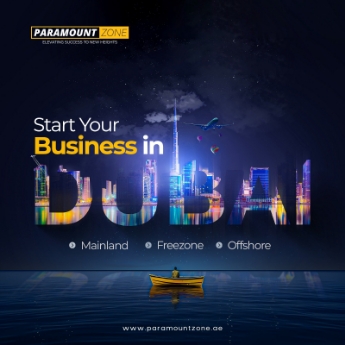 PARAMOUNT ZONE
ELEVATING SUCCESS TO NEW HEIGHTS
Start Your
Business in
DUBAI
Mainland Freezone Offshore
www.paramountzone.ae